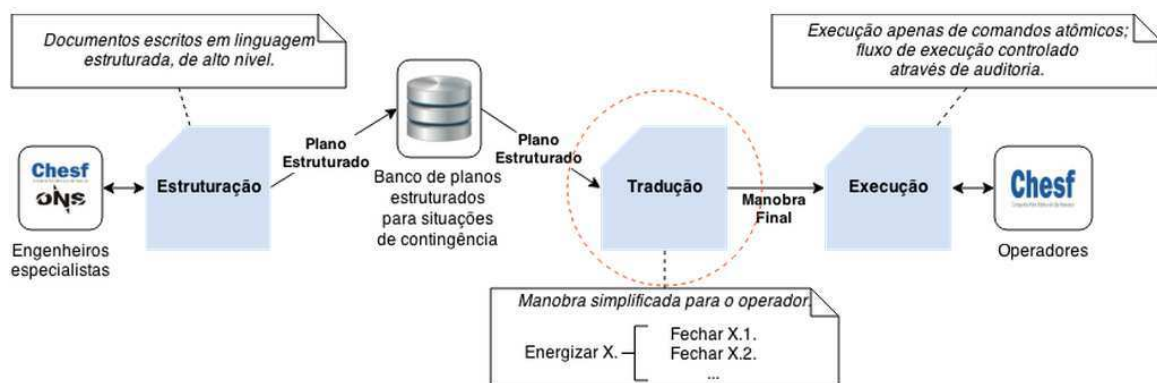 Documentos escritos em linguagem
estruturada, de alto nível.
Execução apenas de comandos atômicos;
fluxo de execução controlado
através de auditoria.
Chesf
ONS
Engenheiros
especialistas
Estruturação
Plano
Estruturado
Banco de planos
estruturados
para situações
de contingência
Plano
Estruturado
Tradução
Manobra
Final
Execução
Chesf
Operadores
Manobra simplificada para o operador.
Energizar X.
Fechar X.1.
Fechar X.2.
...